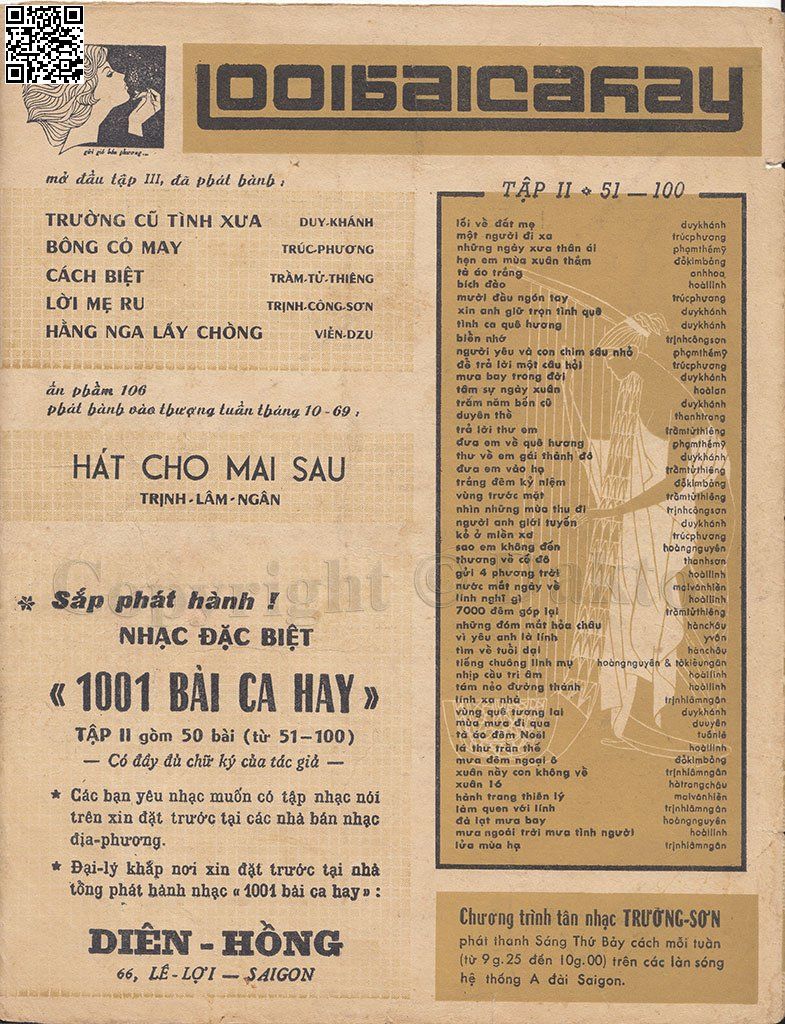 1001 bài ca hay
gửi gió bốn phương...
mở đầu tập III, đã phát hành :
TRƯỜNG CŨ TÌNH XƯA DUY-KHÁNH
BÔNG CỎ MAY TRÚC-PHƯƠNG
CÁCH BIỆT TRẦM-TỬ-THIÊNG
LỜI MẸ RU TRỊNH-CÔNG-SƠN
HẰNG NGA LẤY CHỒNG VIỄN-DZU
ấn phẩm 106
phát hành vào thượng tuần tháng 10-69 :
HÁT CHO MAI SAU
TRỊNH-LÂM-NGÂN
* Sắp phát hành !
NHẠC ĐẶC BIỆT
« 1001 BÀI CA HAY »
TẬP II gồm 50 bài (từ 51–100)
— Có đầy đủ chữ ký của tác giả —
* Các bạn yêu nhạc muốn có tập nhạc nói
trên xin đặt trước tại các nhà bán nhạc
địa-phương.
* Đại-lý khắp nơi xin đặt trước tại nhà
tổng phát hành nhạc « 1001 bài ca hay » :
DIÊN - HỒNG
66, LÊ-LỢI — SAIGON
TẬP II * 51 — 100
lối về đất mẹ duykhánh
một người đi xa trúcphương
những ngày xưa thân ái phạmthếmỹ
hẹn em mùa xuân thắm đỗkimbảng
tà áo trắng anhhoa
bích đào hoàilinh
mười đầu ngón tay trúcphương
xin anh giữ trọn tình quê duykhánh
tình ca quê hương duykhánh
biển nhớ trịnhcôngsơn
người yêu và con chim sâu nhỏ phạmthếmỹ
để trả lời một câu hỏi trúcphương
mưa bay trong đời duykhánh
tâm sự ngày xuân hoàlan
trăm năm bến cũ duykhánh
duyên thề thanhtrang
trả lời thư em trầmtửthiêng
đưa em về quê hương phạmthếmỹ
thư về em gái thành đô duykhánh
đưa em vào hạ trầmtửthiêng
trắng đêm kỷ niệm đỗkimbảng
vùng trước mặt trầmtửthiêng
nhìn những mùa thu đi trịnhcôngsơn
người anh giới tuyến duykhánh
kẻ ở miền xa trúcphương
sao em không đến hoàngnguyên
thương về cố đô thanhsơn
gửi 4 phương trời hoàilinh
nước mắt ngày về maivănhiền
lính nghĩ gì hoàilinh
7000 đêm góp lại trầmtửthiêng
những đóm mắt hỏa châu hànchâu
vì yêu anh là lính yvân
tìm về tuổi dại hànchâu
tiếng chuông linh mụ hoàngnguyên & tôkiềungân
nhịp cầu tri âm hoàilinh
tám nẻo đường thành hoàilinh
lính xa nhà trịnhlâmngân
vùng quê tương lai duykhánh
mùa mưa đi qua duuyên
tà áo đêm Noël tuấnlê
lá thư trần thế hoàilinh
mưa đêm ngoại ô đỗkimbảng
xuân này con không về trịnhlâmngân
xuân 16 hàtrangchâu
hành trang thiên lý maivănhiền
làm quen với lính trịnhlâmngân
đà lạt mưa bay hoàngnguyên
mưa ngoài trời mưa tình người hoàilinh
lửa mùa hạ trịnhlâmngân
Chương trình tân nhạc TRƯỜNG-SƠN
phát thanh Sáng Thứ Bảy cách mỗi tuần
(từ 9g.25 đến 10g.00) trên các làn sóng
hệ thống A đài Saigon.